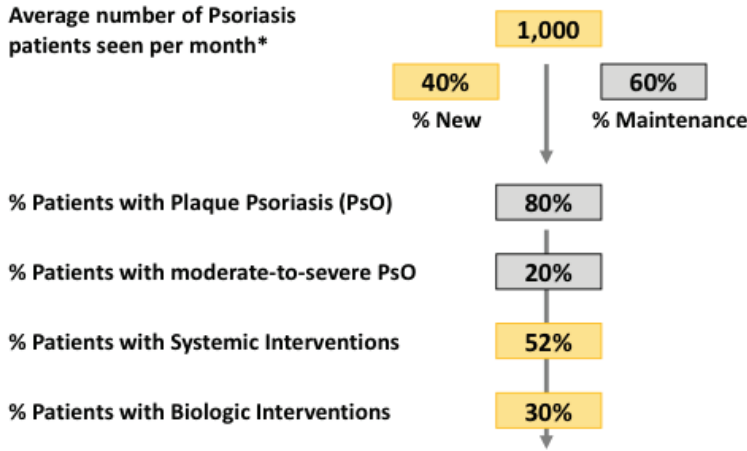 Average number of Psoriasis
patients seen per month*
1,000
40%
60%
% New
% Maintenance
% Patients with Plaque Psoriasis (PsO)
80%
% Patients with moderate-to-severe PsO
20%
% Patients with Systemic Interventions
52%
% Patients with Biologic Interventions
30%